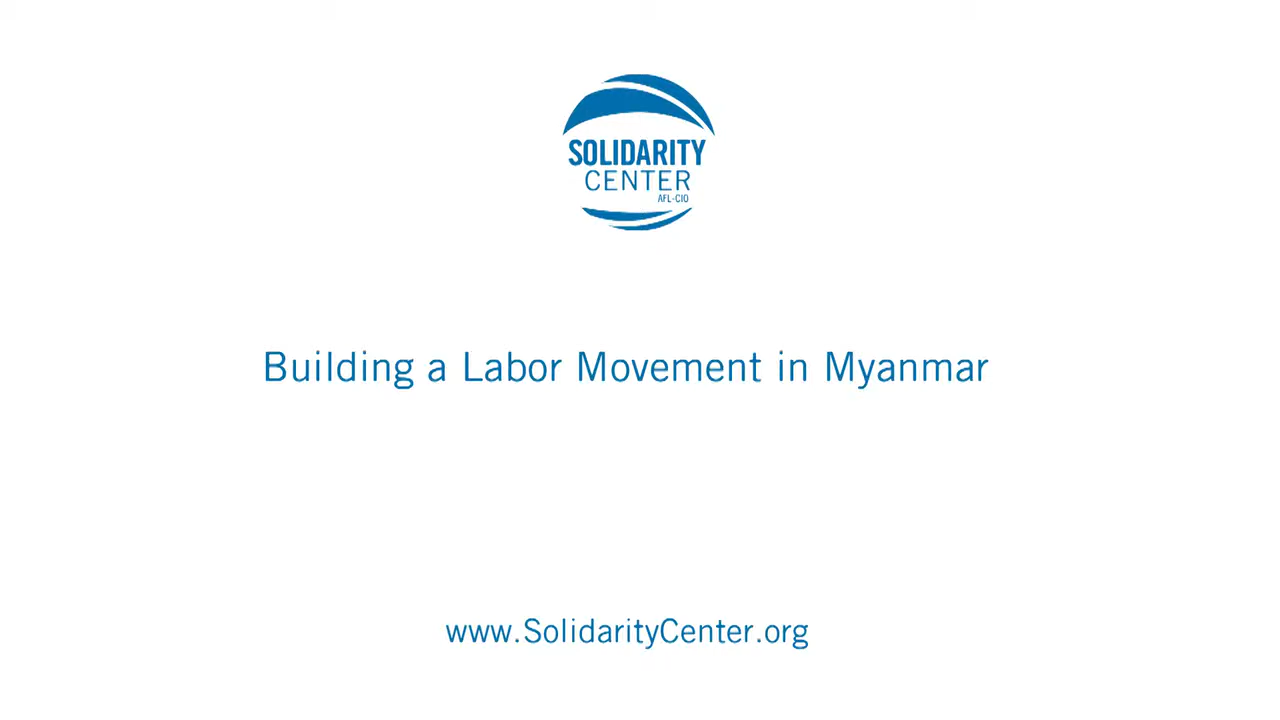 SOLIDARITY
CENTER
AFL-CIO
Building a Labor Movement in Myanmar
www.SolidarityCenter.org